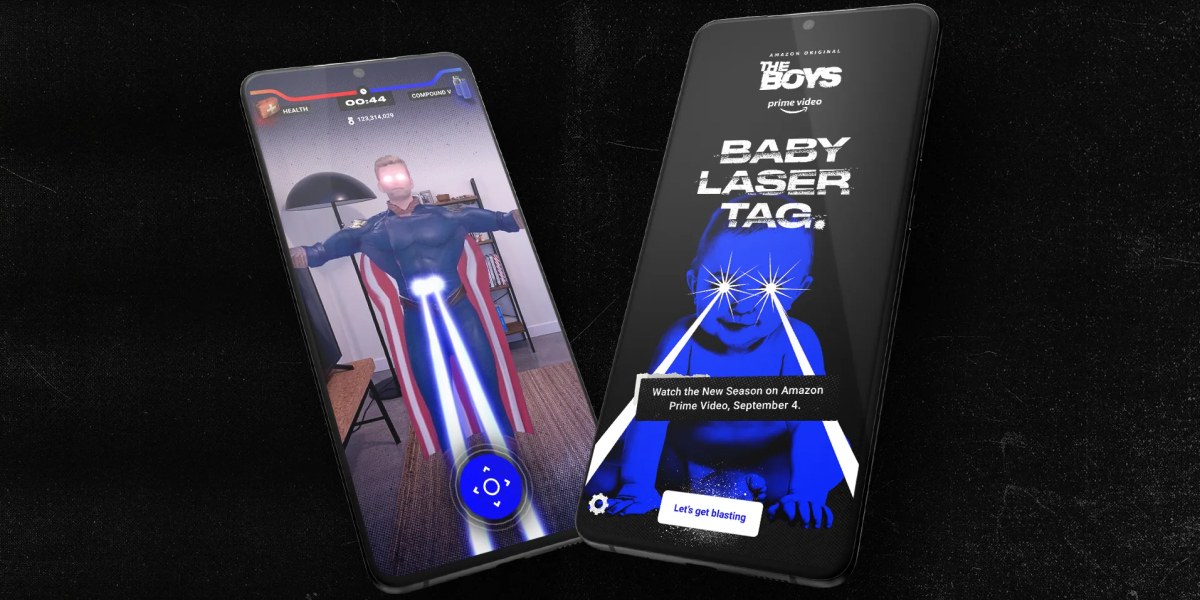 HEALTH
00:44
COMPOUND V
123,314,029
AMAZON ORIGINAL
THE
BOYS
prime video
BABY
LASER
TAG.
Watch the New Season on Amazon
Prime Video, September 4.
Let's get blasting